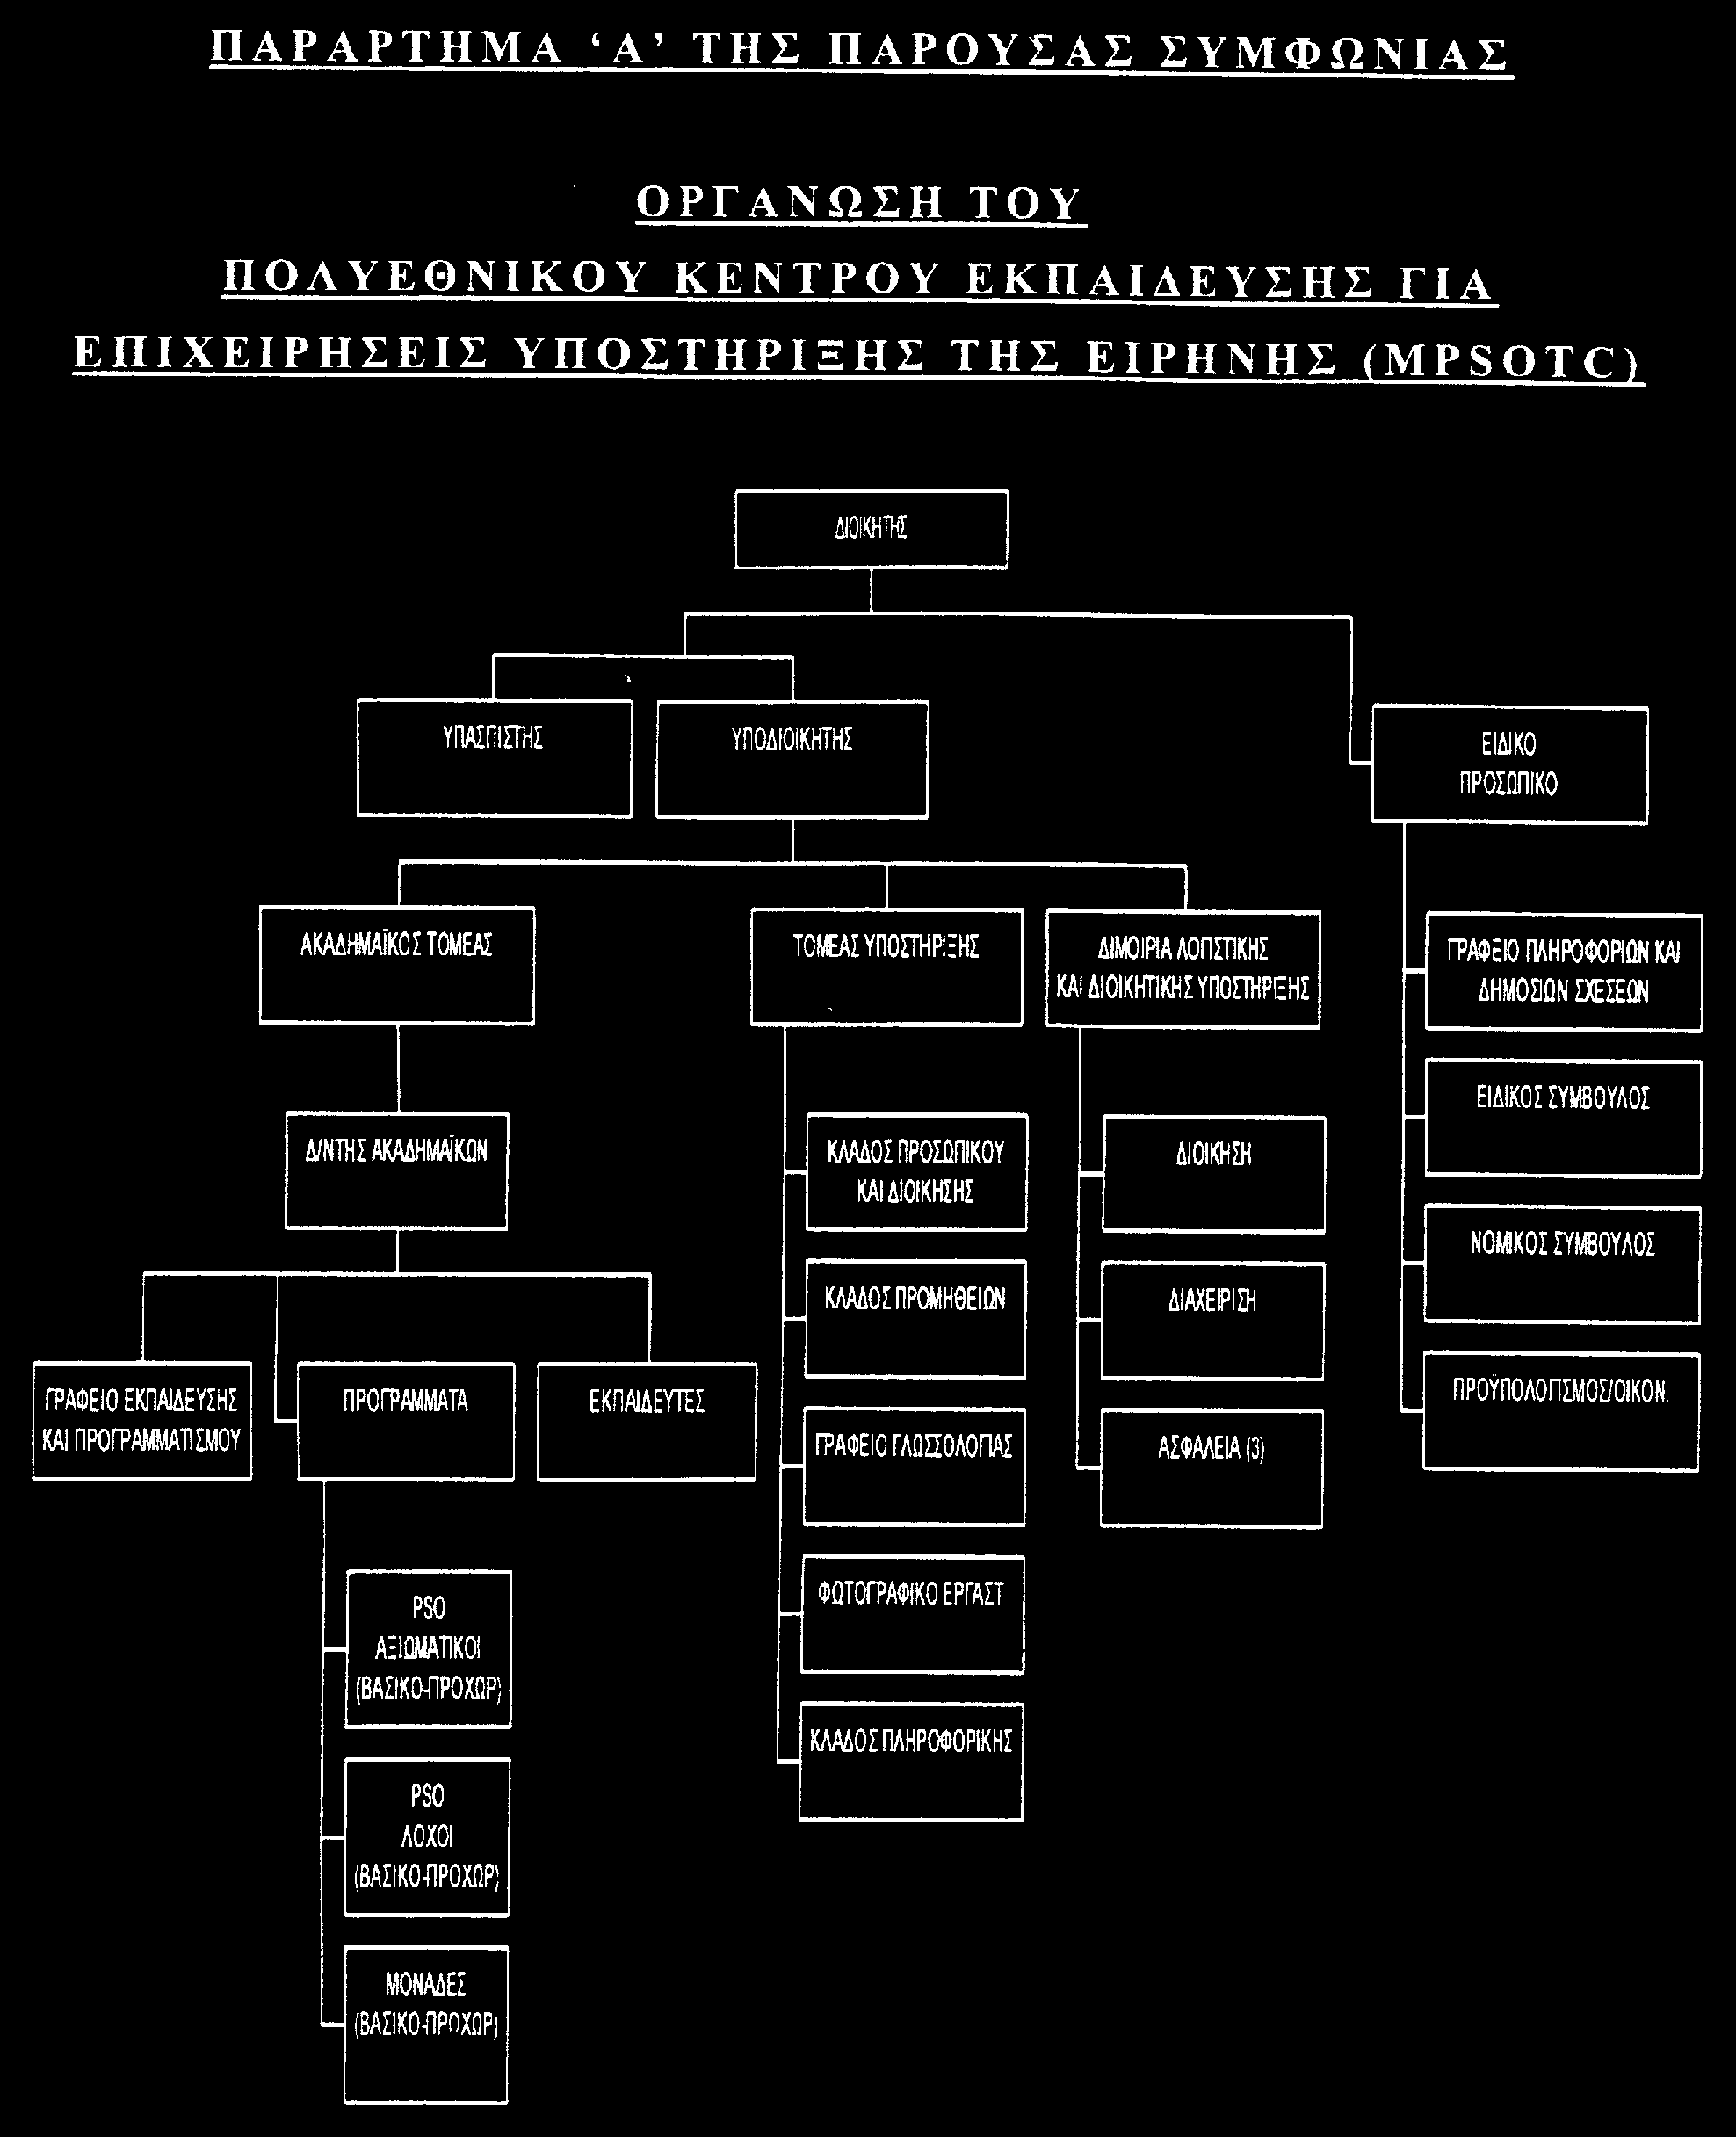 ΠΑΡΑΡΤΗΜΑ ‘Α’ ΤΗΣ ΠΑΡΟΥΣΑΣ ΣΥΜΦΩΝΙΑΣ
ΟΡΓΑΝΩΣΗ ΤΟΥ
ΠΟΛΥΕΘΝΙΚΟΥ ΚΕΝΤΡΟΥ ΕΚΠΑΙΔΕΥΣΗΣ ΓΙΑ
ΕΠΙΧΕΙΡΗΣΕΙΣ ΥΠΟΣΤΗΡΙΞΗΣ ΤΗΣ ΕΙΡΗΝΗΣ (MPSOTC)
ΔΙΟΙΚΗΤΗΣ
ΥΠΑΣΠΙΣΤΗΣ
ΥΠΟΔΙΟΙΚΗΤΗΣ
ΕΙΔΙΚΟ
ΠΡΟΣΩΠΙΚΟ
ΑΚΑΔΗΜΑΪΚΟΣ ΤΟΜΕΑΣ
ΤΟΜΕΑΣ ΥΠΟΣΤΗΡΙΞΗΣ
ΔΙΜΟΙΡΙΑ ΛΟΓΙΣΤΙΚΗΣ
ΚΑΙ ΔΙΟΙΚΗΤΙΚΗΣ ΥΠΟΣΤΗΡΙΞΗΣ
ΓΡΑΦΕΙΟ ΠΛΗΡΟΦΟΡΙΩΝ ΚΑΙ
ΔΗΜΟΣΙΩΝ ΣΧΕΣΕΩΝ
ΕΙΔΙΚΟΣ ΣΥΜΒΟΥΛΟΣ
ΝΟΜΙΚΟΣ ΣΥΜΒΟΥΛΟΣ
ΠΡΟΫΠΟΛΟΓΙΣΜΟΣ/ΟΙΚΟΝ.
Δ/ΝΤΗΣ ΑΚΑΔΗΜΑΪΚΩΝ
ΚΛΑΔΟΣ ΠΡΟΣΩΠΙΚΟΥ
ΚΑΙ ΔΙΟΙΚΗΣΗΣ
ΔΙΟΙΚΗΣΗ
ΚΛΑΔΟΣ ΠΡΟΜΗΘΕΙΩΝ
ΔΙΑΧΕΙΡΙΣΗ
ΓΡΑΦΕΙΟ ΕΚΠΑΙΔΕΥΣΗΣ
ΚΑΙ ΠΡΟΓΡΑΜΜΑΤΙΣΜΟΥ
ΠΡΟΓΡΑΜΜΑΤΑ
ΕΚΠΑΙΔΕΥΤΕΣ
ΓΡΑΦΕΙΟ ΓΛΩΣΣΟΛΟΓΙΑΣ
ΑΣΦΑΛΕΙΑ (3)
ΦΩΤΟΓΡΑΦΙΚΟ ΕΡΓΑΣΤ
ΚΛΑΔΟΣ ΠΛΗΡΟΦΟΡΙΚΗΣ
PSO
ΑΞΙΩΜΑΤΙΚΟΙ
(ΒΑΣΙΚΟ-ΠΡΟΧΩΡ)
PSO
ΛΟΧΟΙ
(ΒΑΣΙΚΟ-ΠΡΟΧΩΡ)
ΜΟΝΑΔΕΣ
(ΒΑΣΙΚΟ-ΠΡΟΧΩΡ)